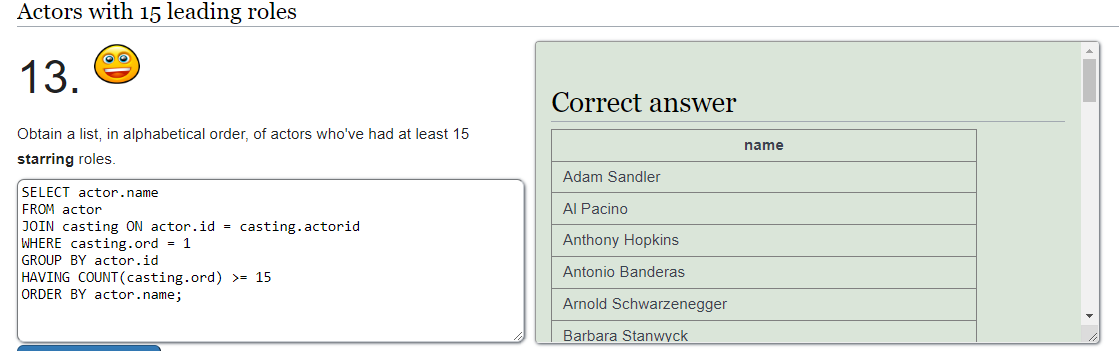 Actors with 15 leading roles
13.
Obtain a list, in alphabetical order, of actors who've had at least 15
starring roles.
SELECT actor.name
FROM actor
JOIN casting ON actor.id = casting.actorid
WHERE casting.ord = 1
GROUP BY actor.id
HAVING COUNT(casting.ord) >= 15
ORDER BY actor.name;
Correct answer
name
Adam Sandler
Al Pacino
Anthony Hopkins
Antonio Banderas
Arnold Schwarzenegger
Barbara Stanwyck